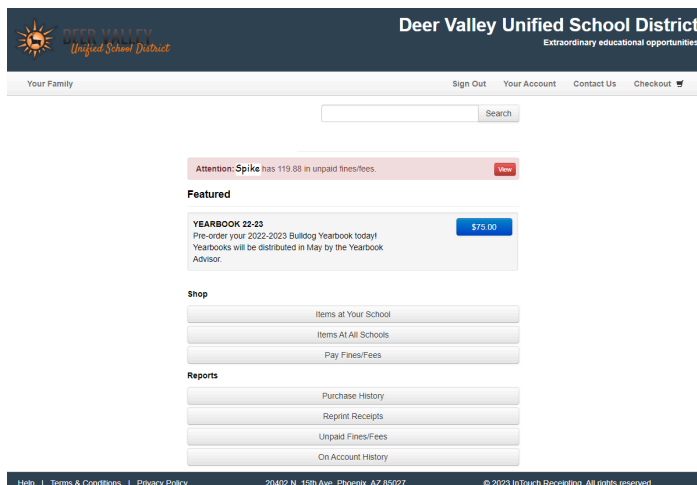 DEER VALLEY
Unified School District
Deer Valley Unified School District
Extraordinary educational opportunities
Your Family
Sign Out
Your Account
Contact Us
Checkout
Search
Attention: Spike has 119.88 in unpaid fines/fees.
View
Featured
YEARBOOK 22-23
$75.00
Pre-order your 2022-2023 Bulldog Yearbook today!
Yearbooks will be distributed in May by the Yearbook
Advisor.
Shop
Items at Your School
Items At All Schools
Pay Fines/Fees
Reports
Purchase History
Reprint Receipts
Unpaid Fines/Fees
On Account History
Help | Terms & Conditions | Privacy Policy
20402 N. 15th Ave. Phoenix, AZ 85027
© 2023 InTouch Receipting. All rights reserved.